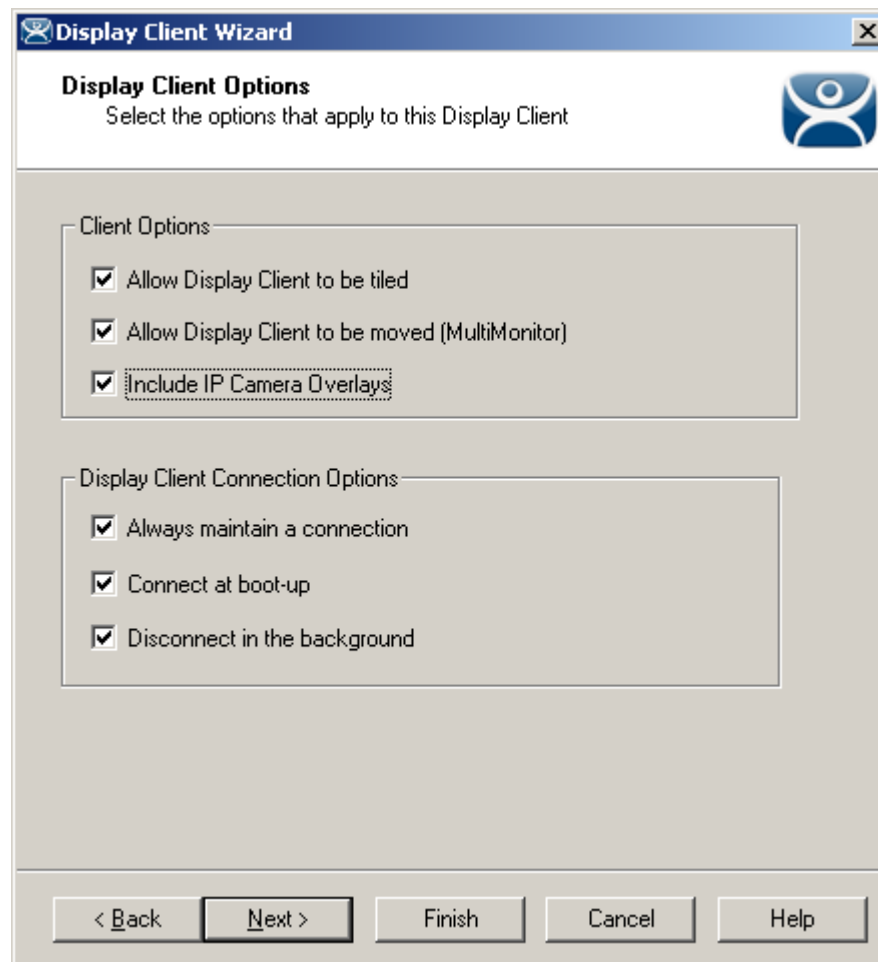 Display Client Wizard
Display Client Options
Select the options that apply to this Display Client
Client Options
Allow Display Client to be tiled
Allow Display Client to be moved (MultiMonitor)
Include IP Camera Overlays
Display Client Connection Options
Always maintain a connection
Connect at boot-up
Disconnect in the background
< Back Next > Finish Cancel Help